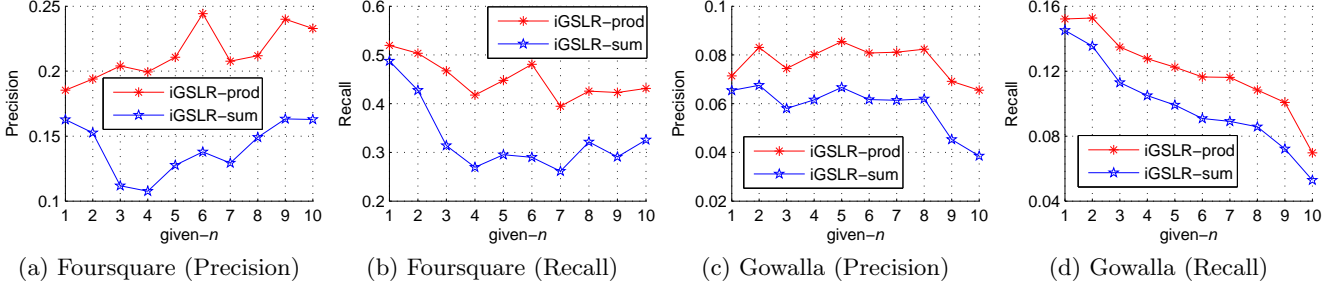 0.25
0.2
0.15
0.1
Precision
iGSLR−prod
iGSLR−sum
1 2 3 4 5 6 7 8 9 10
given−n
(a) Foursquare (Precision)
0.6
0.5
0.4
0.3
0.2
Recall
iGSLR−prod
iGSLR−sum
1 2 3 4 5 6 7 8 9 10
given−n
(b) Foursquare (Recall)
0.1
0.08
0.06
0.04
0.02
Precision
iGSLR−prod
iGSLR−sum
1 2 3 4 5 6 7 8 9 10
given−n
(c) Gowalla (Precision)
0.16
0.12
0.08
0.04
Recall
iGSLR−prod
iGSLR−sum
1 2 3 4 5 6 7 8 9 10
given−n
(d) Gowalla (Recall)